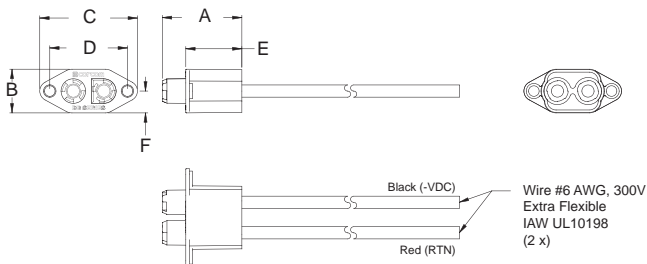 C
A
D
E
B
F
Black (-VDC)
Red (RTN)
Wire #6 AWG, 300V
Extra Flexible
IAW UL10198
(2 x)